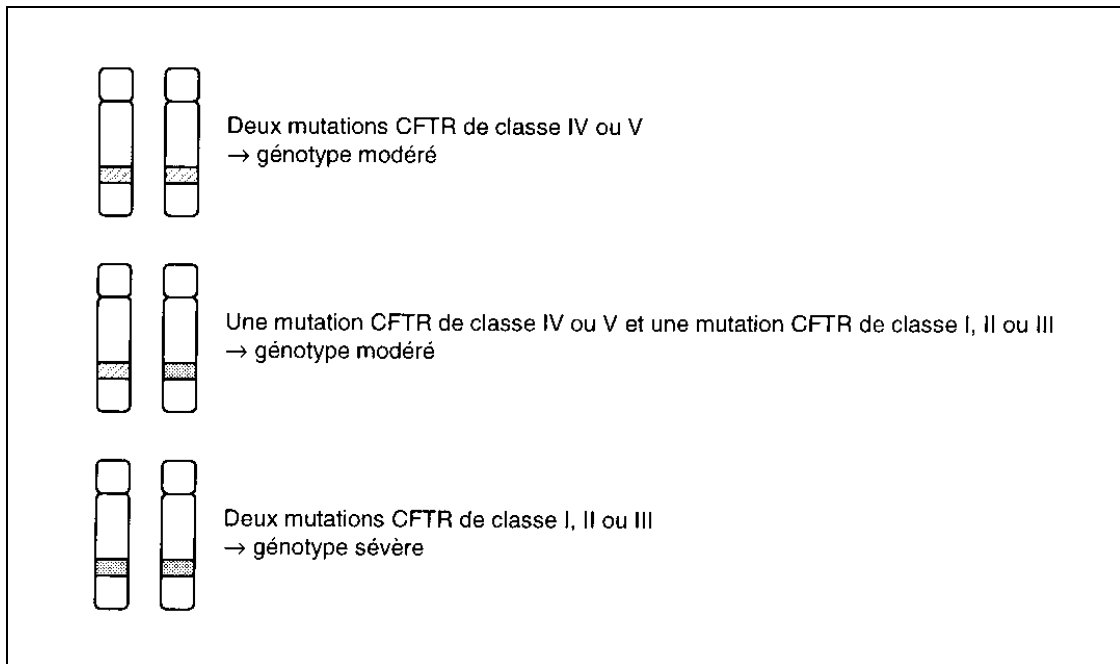 Deux mutations CFTR de classe IV ou V
→ génotype modéré
Une mutation CFTR de classe IV ou V et une mutation CFTR de classe I, II ou III
→ génotype modéré
Deux mutations CFTR de classe I, II ou III
→ génotype sévère